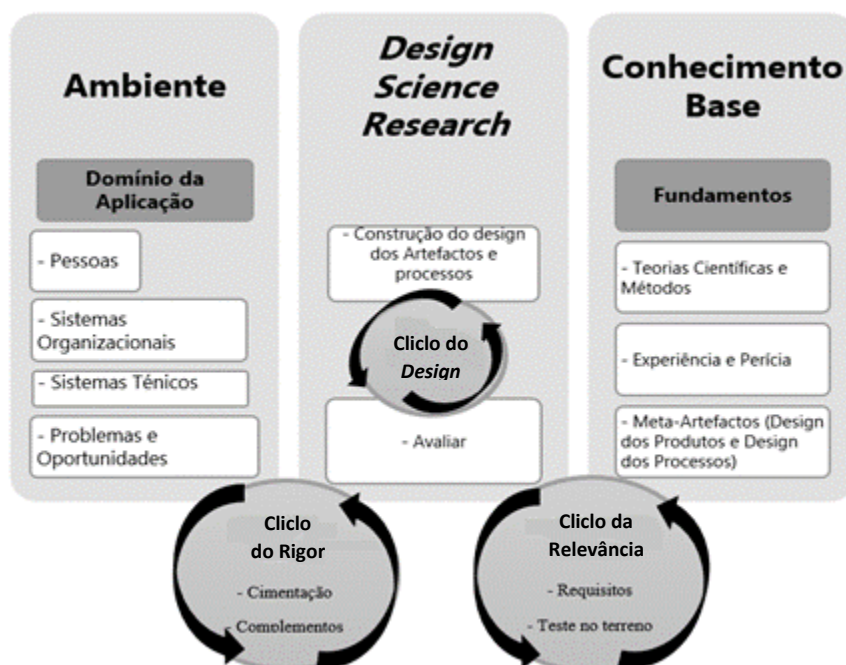 Ambiente
Domínio da
Aplicação
- Pessoas
- Sistemas
Organizacionais
- Sistemas Ténicos
- Problemas e
Oportunidades
Design
Science
Research
- Construção do design
dos Artefactos e
processos
Cliclo do
Design
- Avaliar
Conhecimento
Base
Fundamentos
- Teorias Científicas e
Métodos
- Experiência e Perícia
- Meta-Artefactos (Design
dos Produtos e Design
dos Processos)
Cliclo
do Rigor
- Cimentação
- Complementos
Cliclo da
Relevância
- Requisitos
- Teste no terreno